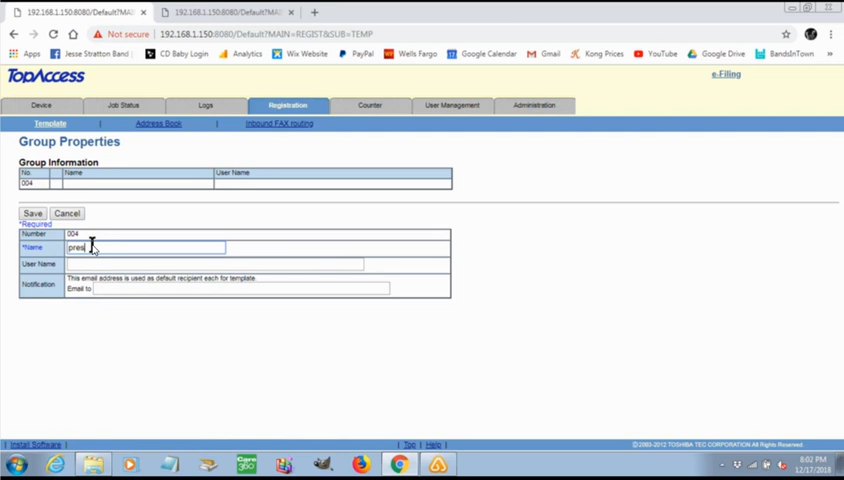 192.168.1.150:8080/Default?MAI
192.168.1.150:8080/Default?MAI
Not secure | 192.168.1.150:8080/Default?MAIN=REGIST&SUB=TEMP
Apps Jesse Stratton Band | CD Baby Login Analytics Wix Website PayPal Wells Fargo Google Calendar Gmail Kong Prices YouTube Google Drive BandsInTown »
TopAccess
e-Filing
Device Job Status Logs Registration Counter User Management Administration
Template | Address Book | Inbound FAX routing
Group Properties
Group Information
No. Name User Name
004
Save Cancel
*Required
Number 004
*Name pres
User Name
This email address is used as default recipient each for template.
Notification
Email to
Install Software | | Top | Help | ©2005-2012 TOSHIBA TEC CORPORATION All Rights Reserved.
Care 360
8:02 PM
12/17/2018